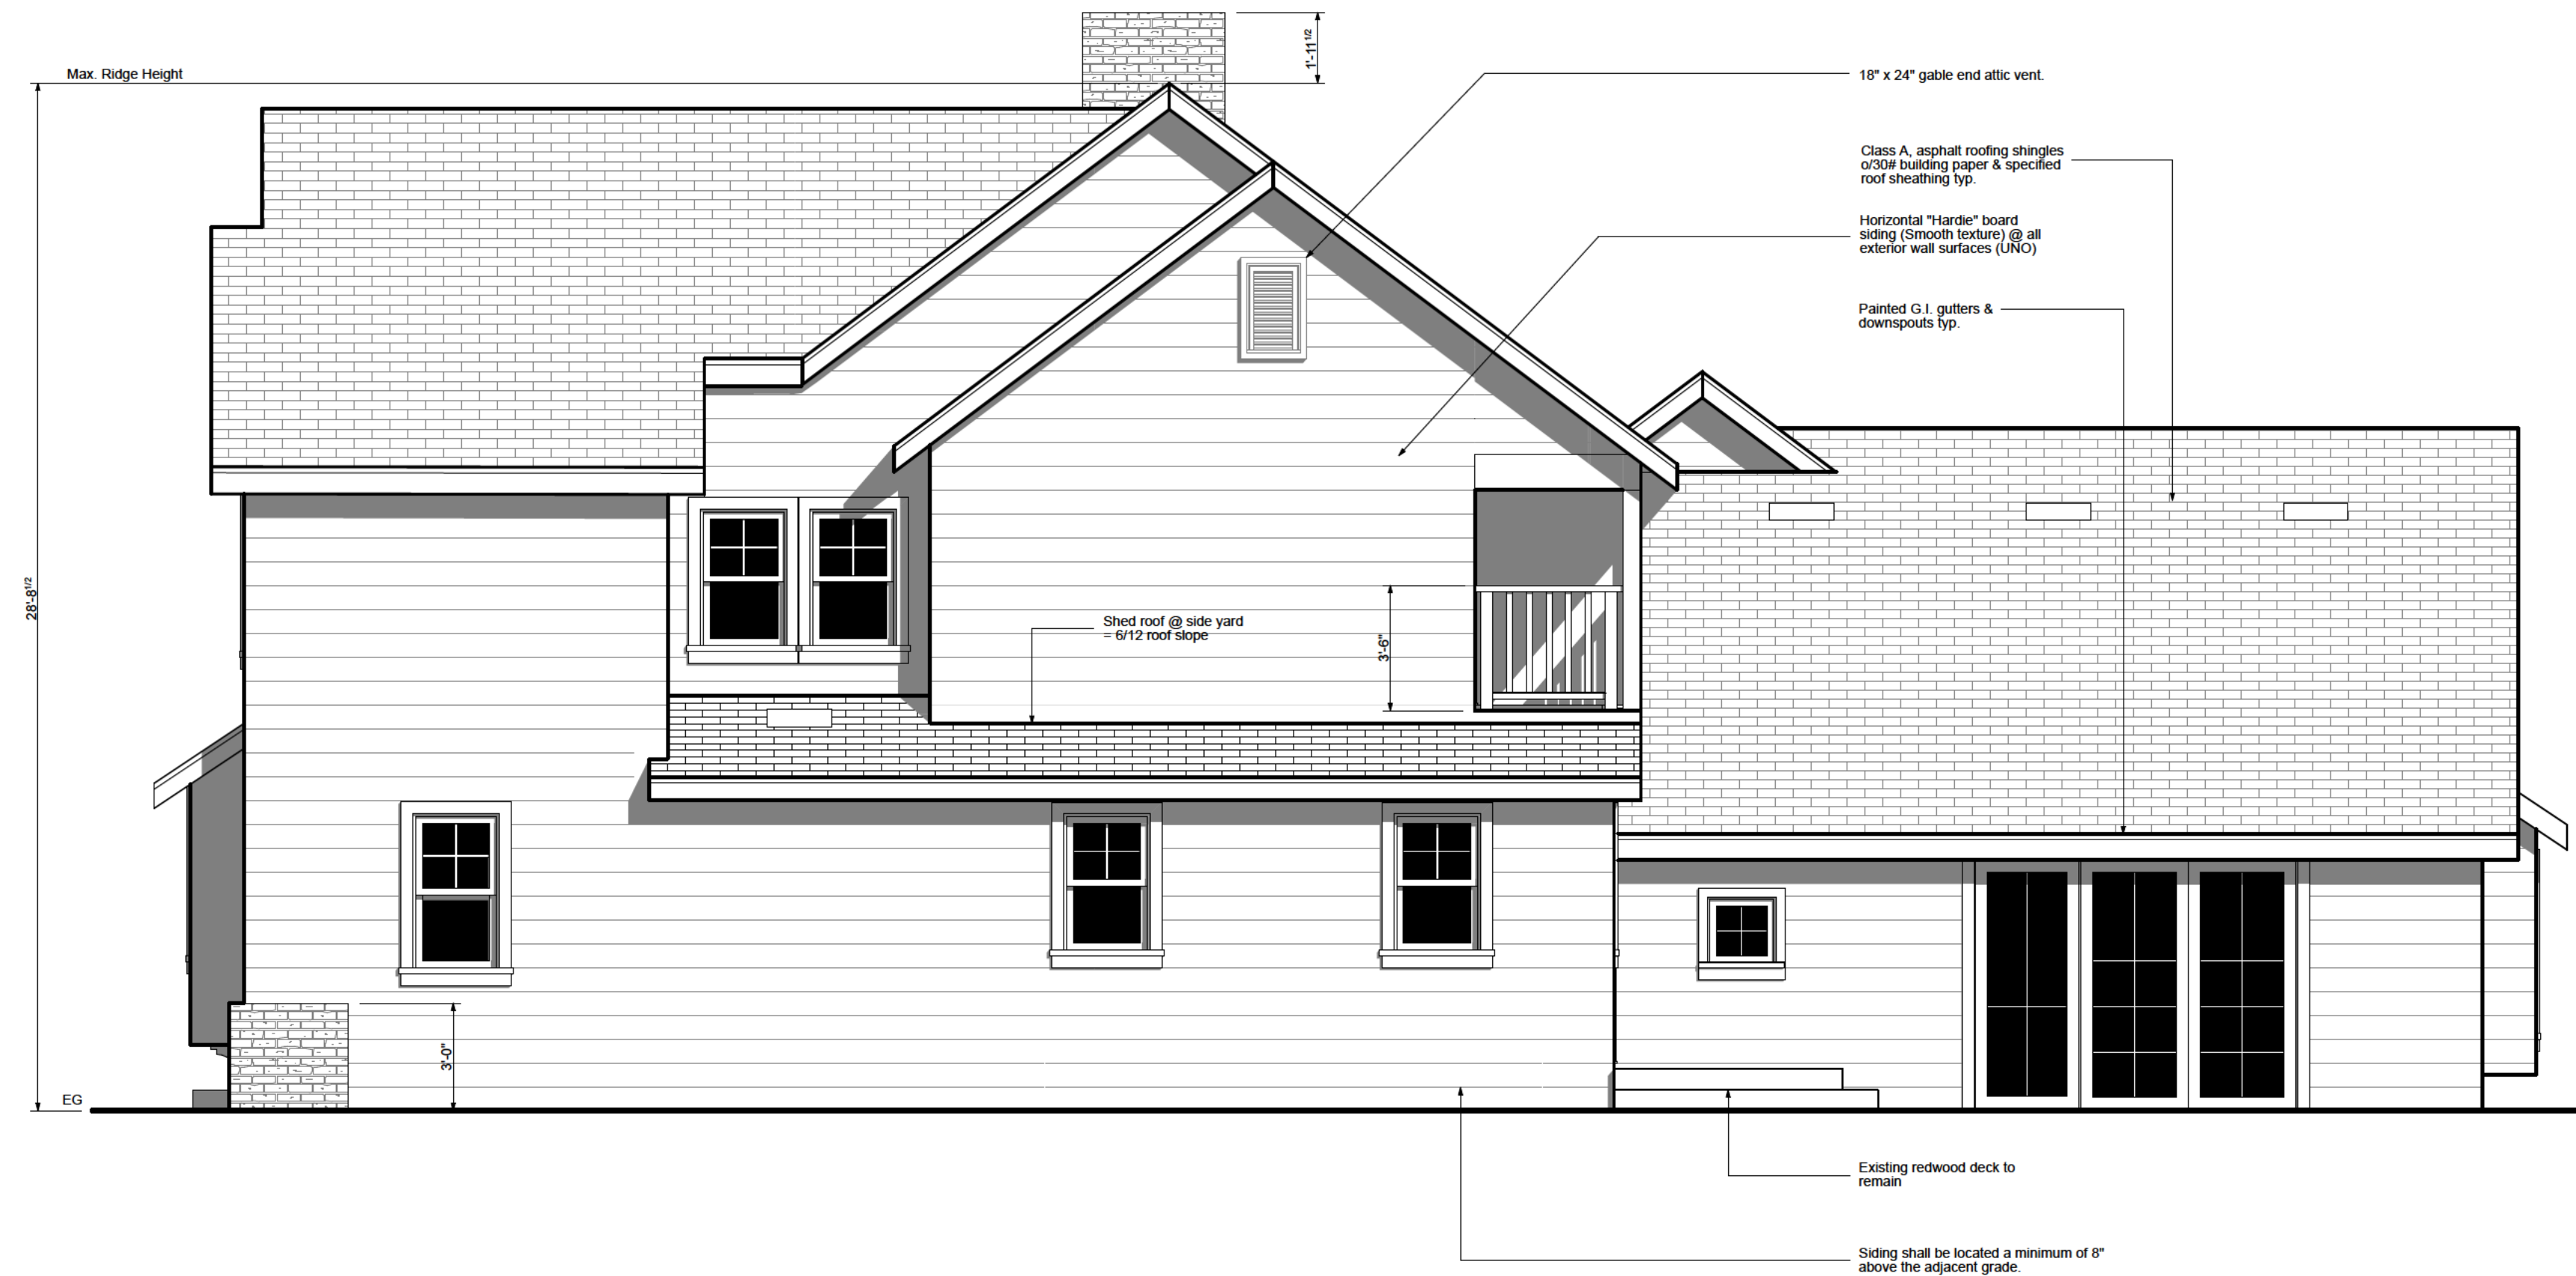 1'-11 1/2
Max. Ridge Height
18" x 24" gable end attic vent.
Class A, asphalt roofing shingles
o/30# building paper & specified
roof sheathing typ.
Horizontal "Hardie" board
siding (Smooth texture) @ all
exterior wall surfaces (UNO)
Painted G.I. gutters &
downspouts typ.
28'-8 1/2
Shed roof @ side yard
= 6/12 roof slope
3'-6"
3'-0"
EG
Existing redwood deck to
remain
Siding shall be located a minimum of 8"
above the adjacent grade.